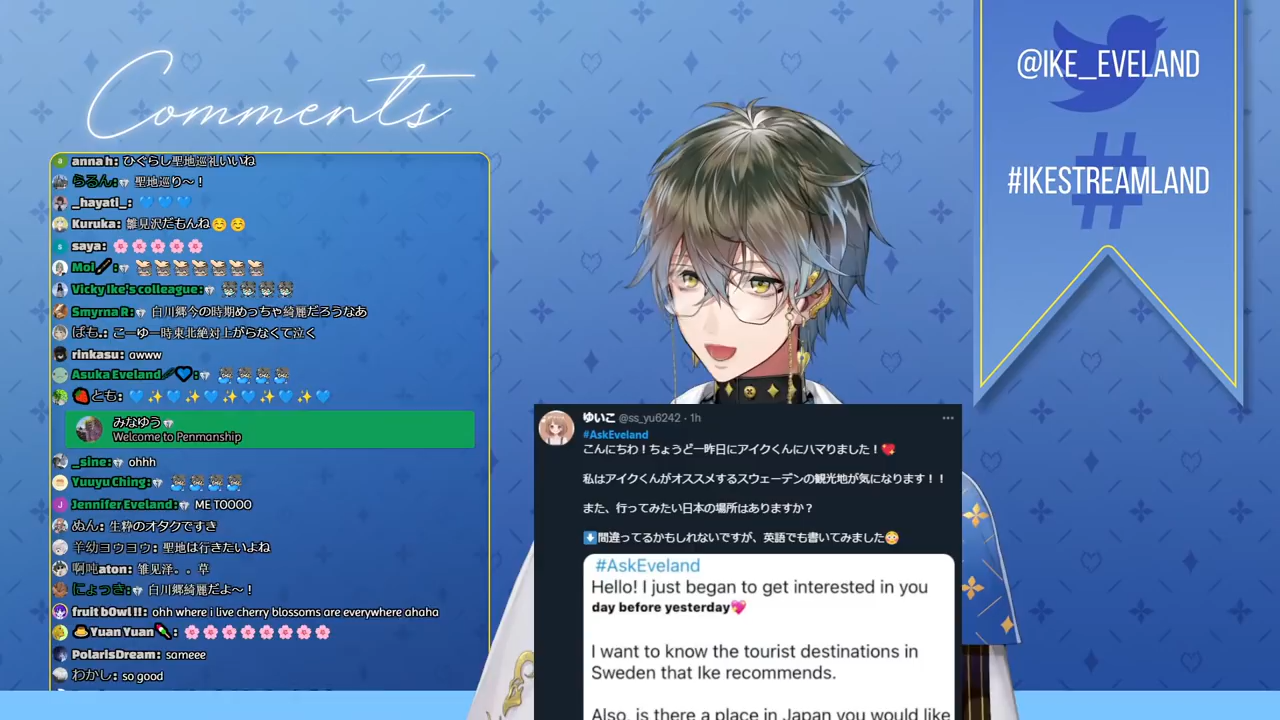 Comments
anna h: ひぐらし聖地巡礼いいね
らるん: 聖地巡り～！
_hayati_: 💙 💙 💙
Kuruka: 雛見沢だもんね☺️ ☺️
saya: 🌸 🌸 🌸 🌸 🌸
Moi
Vicky Ike's colleague:
Smyrna R: 白川郷今の時期めっちゃ綺麗だろうなあ
ぱも.: こーゆー時東北絶対上がらなくて泣く
rinkasu: awww
Asuka Eveland
🍓とも: 💙 ✨ 💙 ✨ 💙 ✨ 💙 ✨ 💙 ✨ 💙
みなゆう
Welcome to Penmanship
_sine: ohhh
Yuuyu Ching:
Jennifer Eveland: ME TOOOO
ぬん: 生粋のオタクですき
羊幼ヨウヨウ: 聖地は行きたいよね
啊吨aton: 雏见泽。。草
にょっき: 白川郷綺麗だよ～！
fruit b0wl !!: ohh where i live cherry blossoms are everywhere ahaha
Yuan Yuan: 🌸 🌸 🌸 🌸 🌸 🌸 🌸 🌸
PolarisDream: sameee
わかし: so good
@IKE_EVELAND
#
#IKESTREAMLAND
ゆいこ @ss_yu6242 · 1h
#AskEveland
こんにちわ！ちょうど一昨日にアイクくんにハマりました！💖
私はアイクくんがオススメするスウェーデンの観光地が気になります！！
また、行ってみたい日本の場所はありますか？
⬇️間違ってるかもしれないですが、英語でも書いてみました😳
#AskEveland
Hello! I just began to get interested in you
day before yesterday💖
I want to know the tourist destinations in
Sweden that Ike recommends.
Also, is there a place in Japan you would like